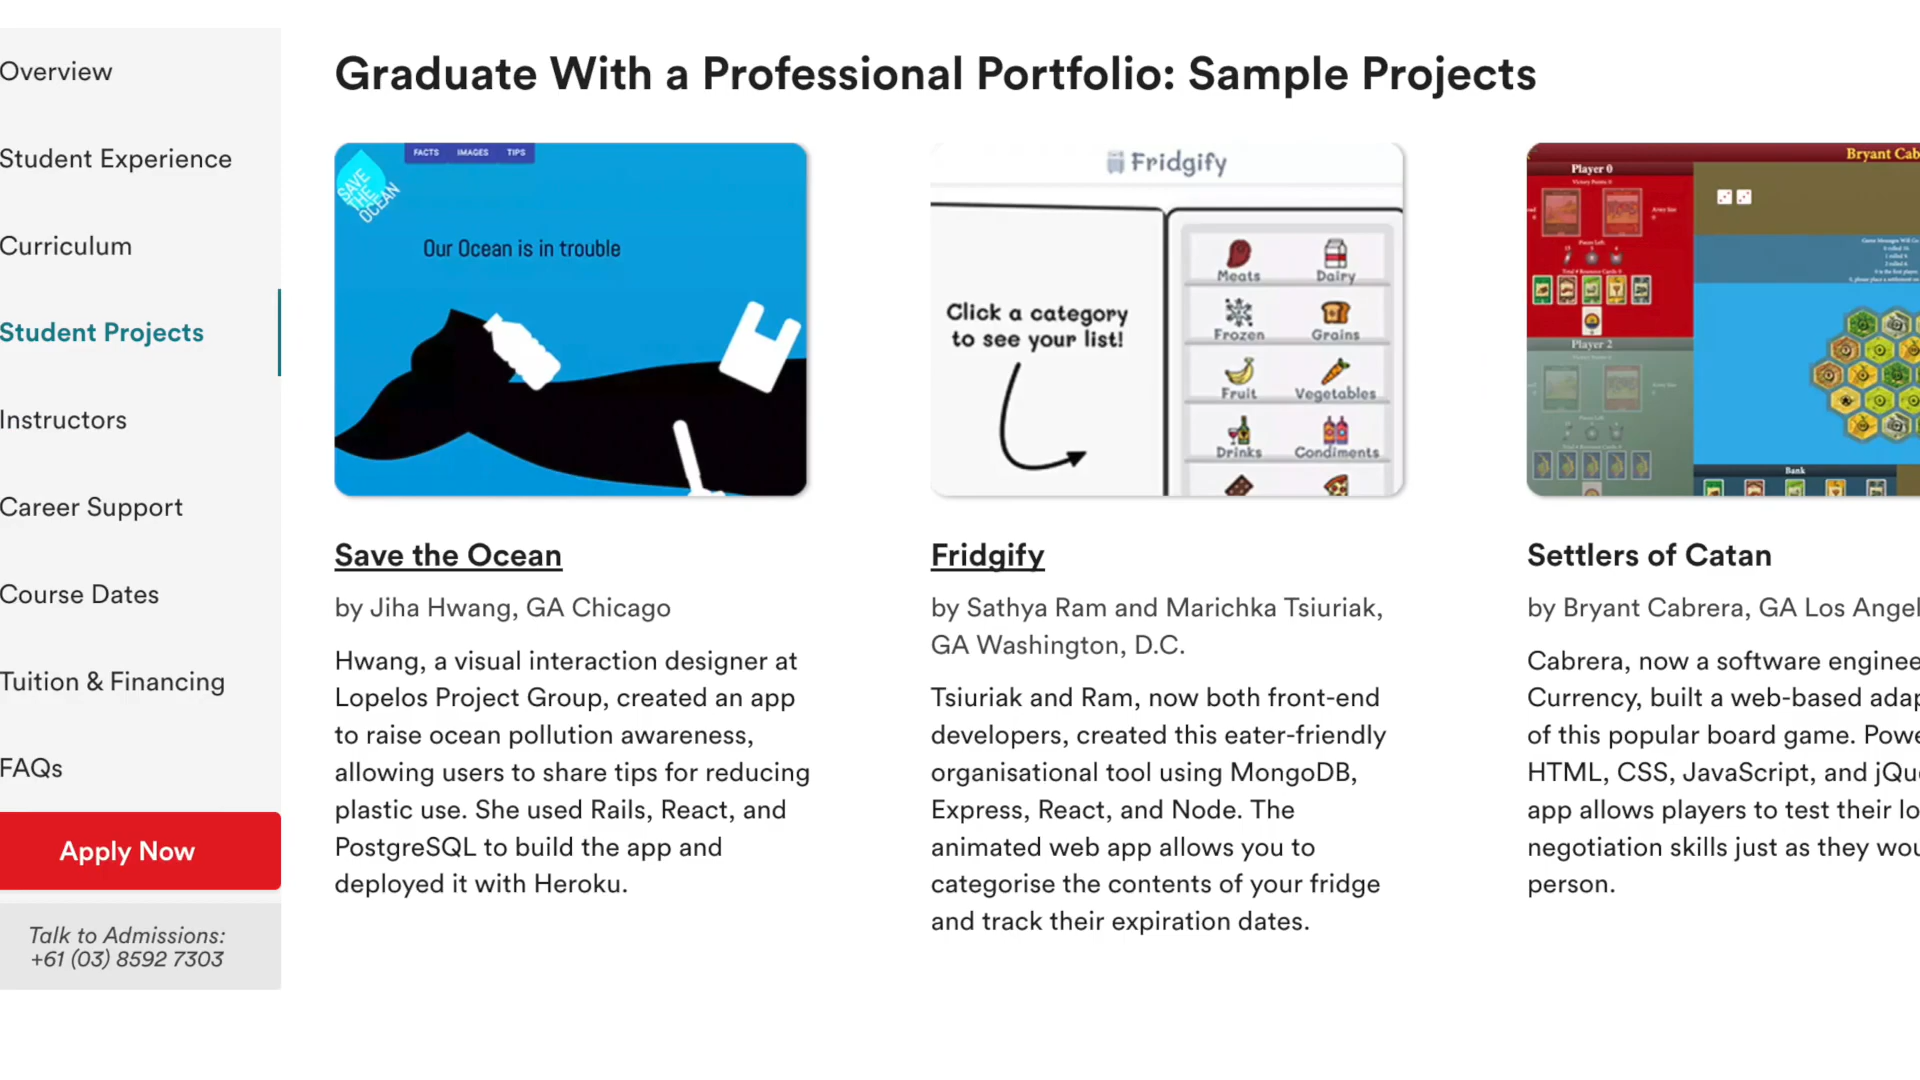 Overview
Student Experience
Curriculum
Student Projects
Instructors
Career Support
Course Dates
Tuition & Financing
FAQs
Apply Now
Talk to Admissions:
+61 (03) 8592 7303
Graduate With a Professional Portfolio: Sample Projects
FACTS IMAGES TIPS
SAVE
THE
OCEAN
Our Ocean is in trouble
Save the Ocean
by Jiha Hwang, GA Chicago
Hwang, a visual interaction designer at
Lopelos Project Group, created an app
to raise ocean pollution awareness,
allowing users to share tips for reducing
plastic use. She used Rails, React, and
PostgreSQL to build the app and
deployed it with Heroku.
Fridgify
Click a category
to see your list!
Meats Dairy
Frozen Grains
Fruit Vegetables
Drinks Condiments
Fridgify
by Sathya Ram and Marichka Tsiuriak,
GA Washington, D.C.
Tsiuriak and Ram, now both front-end
developers, created this eater-friendly
organisational tool using MongoDB,
Express, React, and Node. The
animated web app allows you to
categorise the contents of your fridge
and track their expiration dates.
Bryant Cab
Player 0
Player 2
Bank
Settlers of Catan
by Bryant Cabrera, GA Los Angel
Cabrera, now a software enginee
Currency, built a web-based adap
of this popular board game. Powe
HTML, CSS, JavaScript, and jQu
app allows players to test their lo
negotiation skills just as they wou
person.